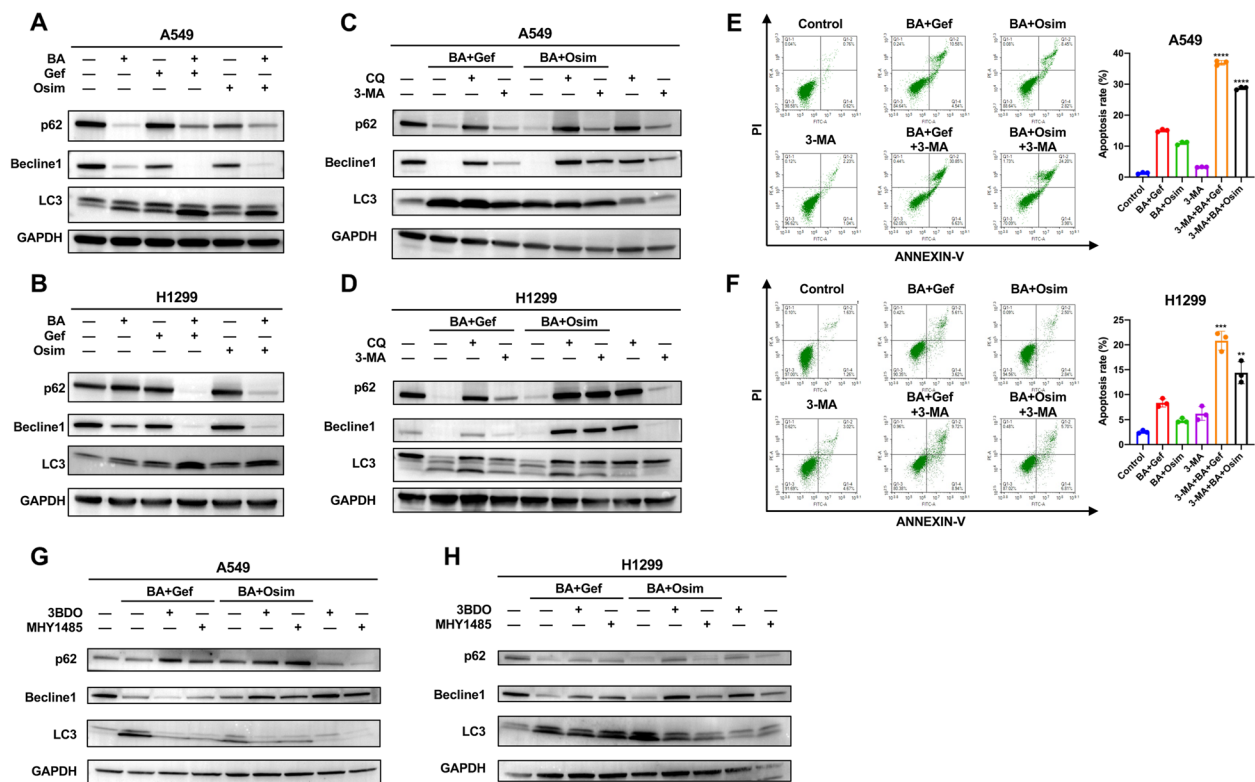 A
A549
BA — + — + — +
Gef — — + + — —
Osim — — — — + +
p62
Becline1
LC3
GAPDH
B
H1299
BA — + — + — +
Gef — — + + — —
Osim — — — — + +
p62
Becline1
LC3
GAPDH
C
A549
BA+Gef BA+Osim
CQ — — + — — + — + —
3-MA — — — + — — + — +
p62
Becline1
LC3
GAPDH
D
H1299
BA+Gef BA+Osim
CQ — — + — — + — + —
3-MA — — — + — — + — +
p62
Becline1
LC3
GAPDH
E
Control BA+Gef BA+Osim
3-MA BA+Gef +3-MA BA+Osim +3-MA
PI
ANNEXIN-V
A549
Apoptosis rate (%)
40
30
20
10
0
****
****
Control
BA+Gef
BA+Osim
3-MA
3-MA+BA+Gef
3-MA+BA+Osim
F
Control BA+Gef BA+Osim
3-MA BA+Gef +3-MA BA+Osim +3-MA
PI
ANNEXIN-V
H1299
Apoptosis rate (%)
25
20
15
10
5
0
***
**
Control
BA+Gef
BA+Osim
3-MA
3-MA+BA+Gef
3-MA+BA+Osim
G
A549
BA+Gef BA+Osim
3BDO — — + — — + — + —
MHY1485 — — — + — — + — +
p62
Becline1
LC3
GAPDH
H
H1299
BA+Gef BA+Osim
3BDO — — + — — + — + —
MHY1485 — — — + — — + — +
p62
Becline1
LC3
GAPDH